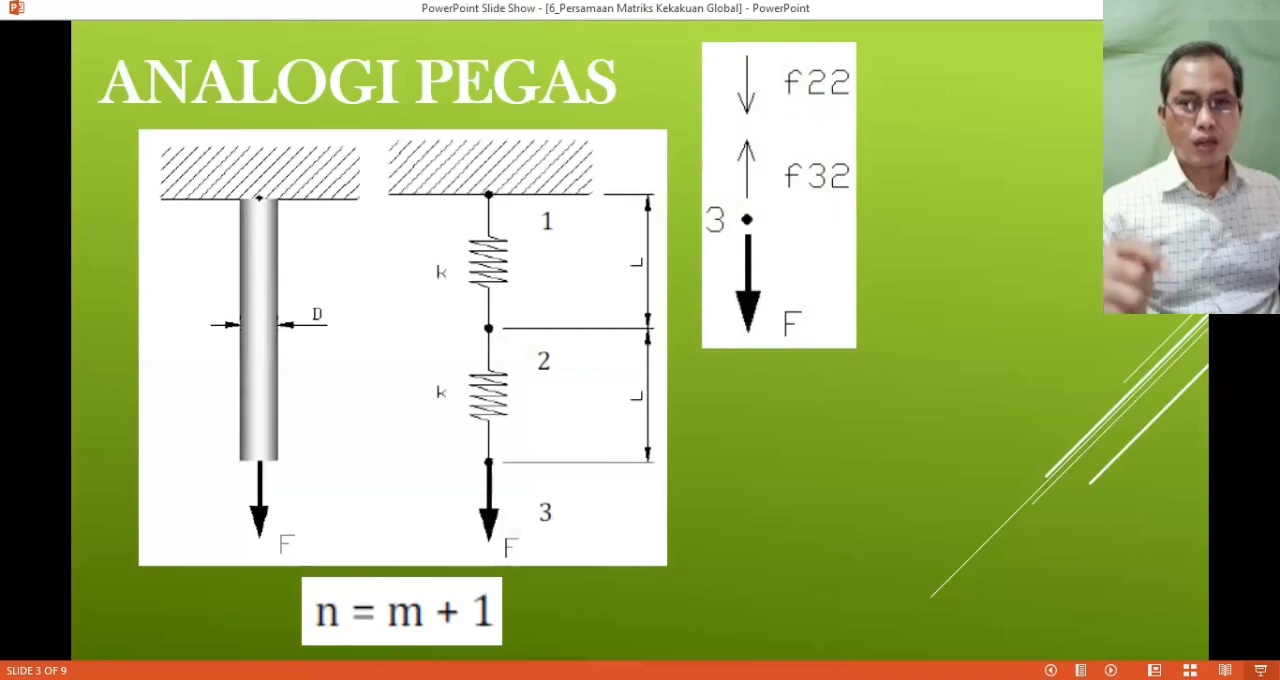 PowerPoint Slide Show - [6_Persamaan Matriks Kekakuan Global] - PowerPoint
ANALOGI PEGAS
f22
f32
3
F
1
k
L
D
2
k
L
3
F
F
n = m + 1
SLIDE 3 OF 9